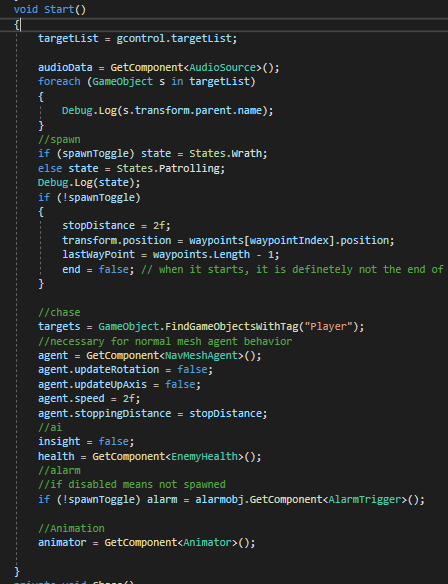 void Start()
{
targetList = gcontrol.targetList;
audioData = GetComponent<AudioSource>();
foreach (GameObject s in targetList)
{
Debug.Log(s.transform.parent.name);
}
//spawn
if (spawnToggle) state = States.Wrath;
else state = States.Patrolling;
Debug.Log(state);
if (!spawnToggle)
{
stopDistance = 2f;
transform.position = waypoints[waypointIndex].position;
lastWayPoint = waypoints.Length - 1;
end = false; // when it starts, it is definetely not the end of
}
//chase
targets = GameObject.FindGameObjectsWithTag("Player");
//necessary for normal mesh agent behavior
agent = GetComponent<NavMeshAgent>();
agent.updateRotation = false;
agent.updateUpAxis = false;
agent.speed = 2f;
agent.stoppingDistance = stopDistance;
//ai
insight = false;
health = GetComponent<EnemyHealth>();
//alarm
//if disabled means not spawned
if (!spawnToggle) alarm = alarmobj.GetComponent<AlarmTrigger>();
//Animation
animator = GetComponent<Animator>();
}